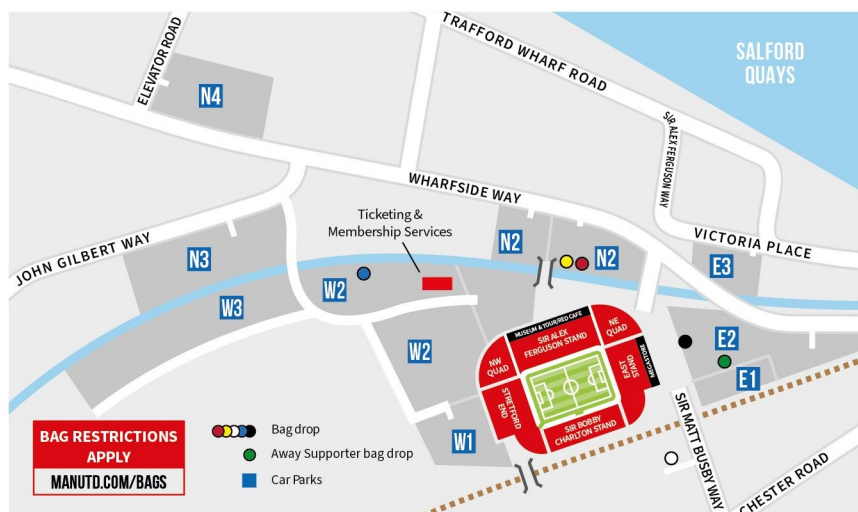 TRAFFORD WHARF ROAD
SALFORD
QUAYS
ELEVATOR ROAD
N4
SIR ALEX FERGUSON WAY
WHARFSIDE WAY
Ticketing &
Membership Services
JOHN GILBERT WAY
VICTORIA PLACE
N3
N2
N2
E3
W3
W2
MUSEUM & TOUR/RED CAFE
SIR ALEX
FERGUSON STAND
NW
QUAD
NE
QUAD
EAST
STAND
MEGASTORE
W2
E2
E1
STRETFORD
END
SIR BOBBY
CHARLTON STAND
W1
SIR MATT BUSBY WAY
CHESTER ROAD
BAG RESTRICTIONS
APPLY
MANUTD.COM/BAGS
Bag drop
Away Supporter bag drop
Car Parks